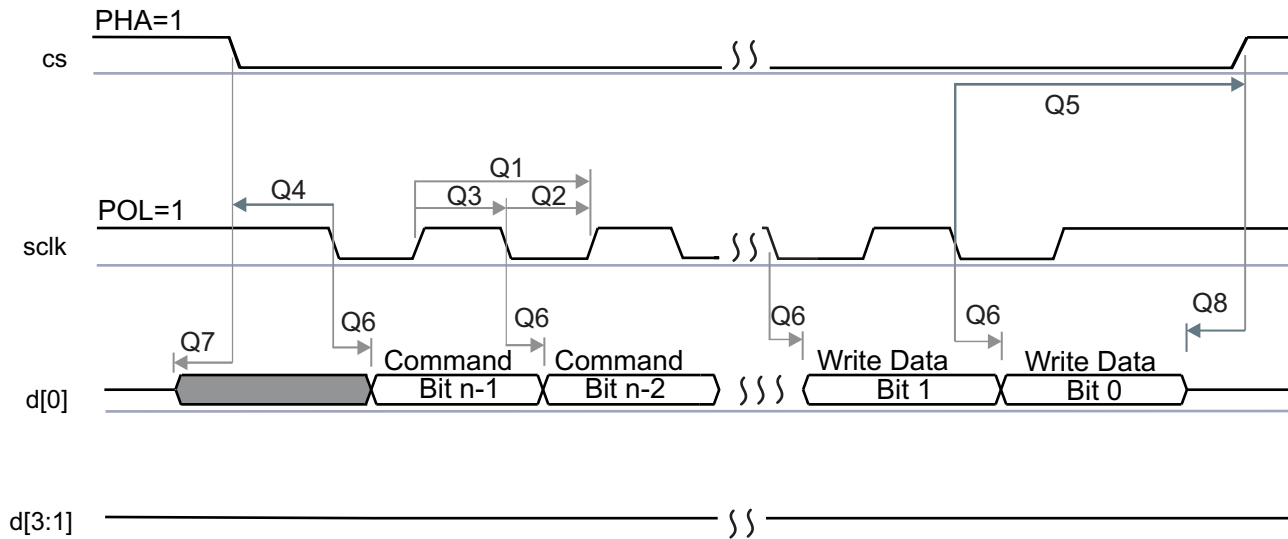 PHA=1
cs
Q5
Q1
Q4
Q3
Q2
POL=1
sclk
Q7
Q6
Q6
Q6
Q6
Q8
Command
Command
Write Data
Write Data
d[0]
Bit n-1
Bit n-2
Bit 1
Bit 0
d[3:1]